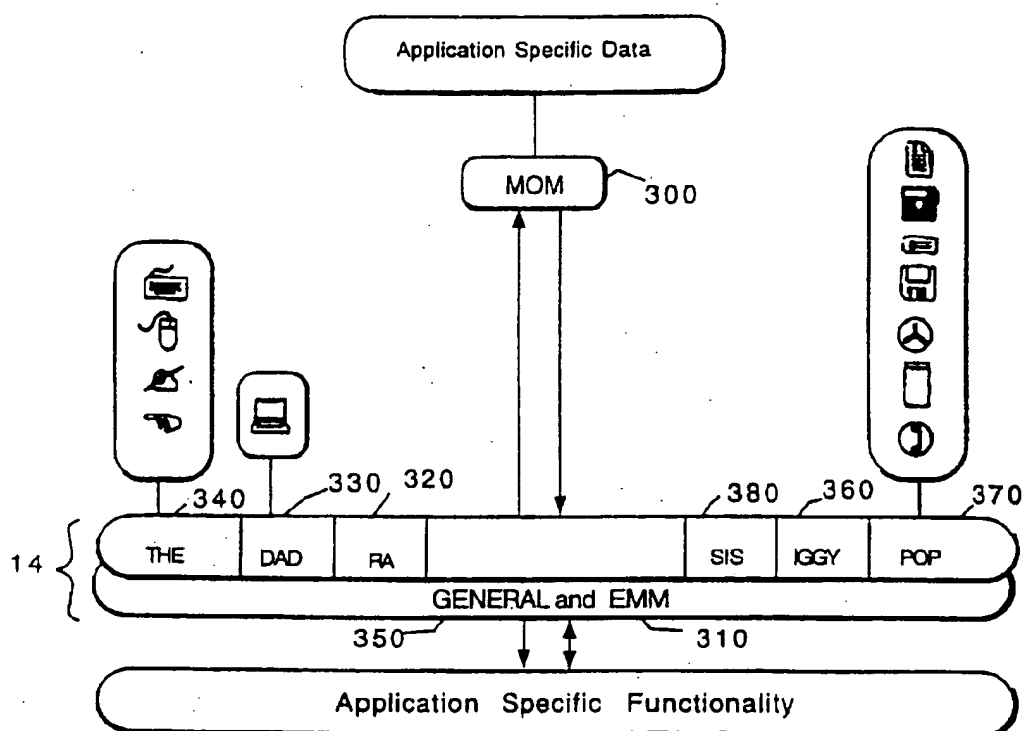 Application Specific Data
MOM
300
340
330
320
380
360
370
14
THE
DAD
RA
SIS
IGGY
POP
GENERAL and EMM
350
310
Application Specific Functionality